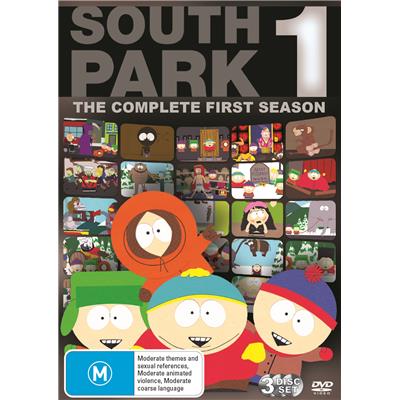 SOUTH
PARK 1
THE COMPLETE FIRST SEASON
M
Moderate themes and
sexual references,
Moderate animated
violence, Moderate
coarse language
3 DISC
SET
DVD
VIDEO